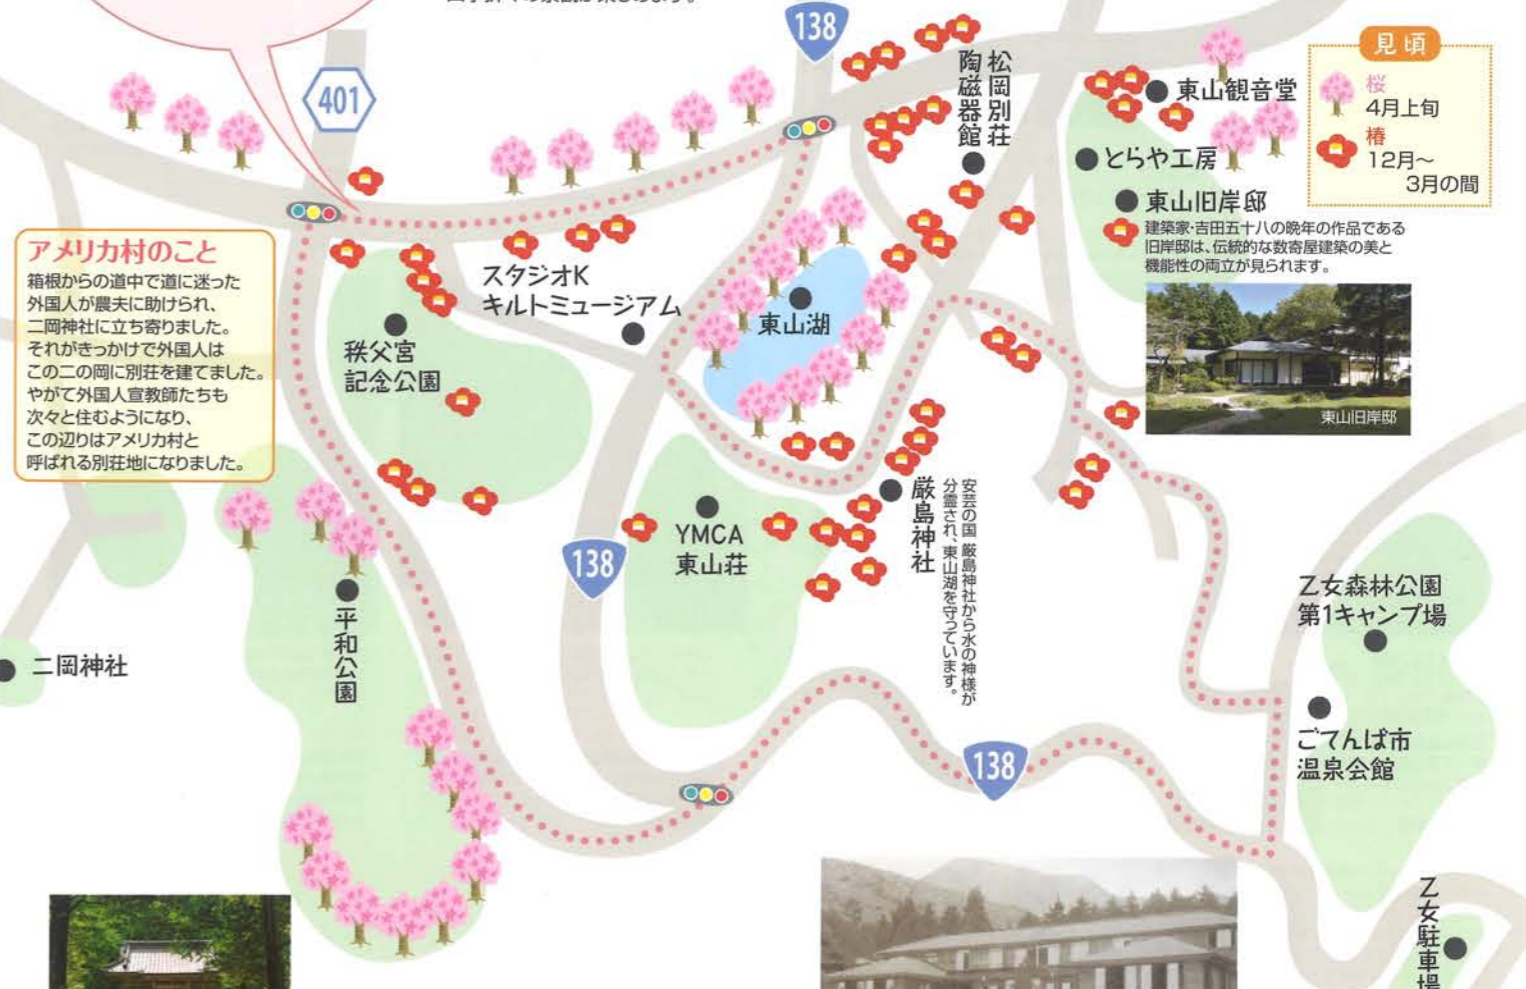 138
401
アメリカ村のこと
箱根からの道中で道に迷った
外国人が農夫に助けられ、
二岡神社に立ち寄りました。
それがきっかけで外国人は
この二の岡に別荘を建てました。
やがて外国人宣教師たちも
次々と住むようになり、
この辺りはアメリカ村と
呼ばれる別荘地になりました。
スタジオK
キルトミュージアム
秩父宮
記念公園
松岡別荘
陶磁器館
東山観音堂
とらや工房
東山旧岸邸
建築家・吉田五十八の晩年の作品である
旧岸邸は、伝統的な数寄屋建築の美と
機能性の両立が見られます。
東山旧岸邸
見頃
桜
4月上旬
椿
12月～
3月の間
東山湖
YMCA
東山荘
138
厳島神社
安芸の国 厳島神社から水の神様が
分霊され、東山湖を守っています。
平和公園
二岡神社
138
乙女森林公園
第1キャンプ場
ごてんば市
温泉会館
乙女駐車場